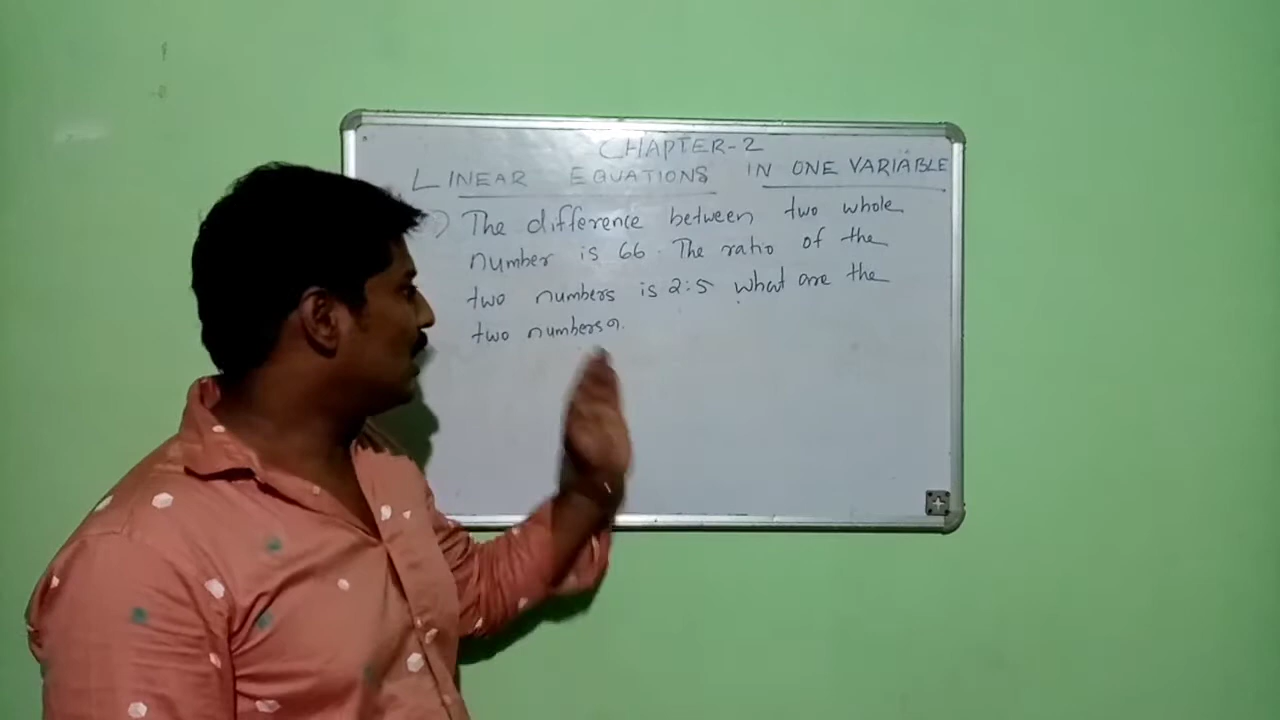 CHAPTER-2
LINEAR EQUATIONS IN ONE VARIABLE
) The difference between two whole
number is 66. The ratio of the
two numbers is 2:5 what are the
two numbers?